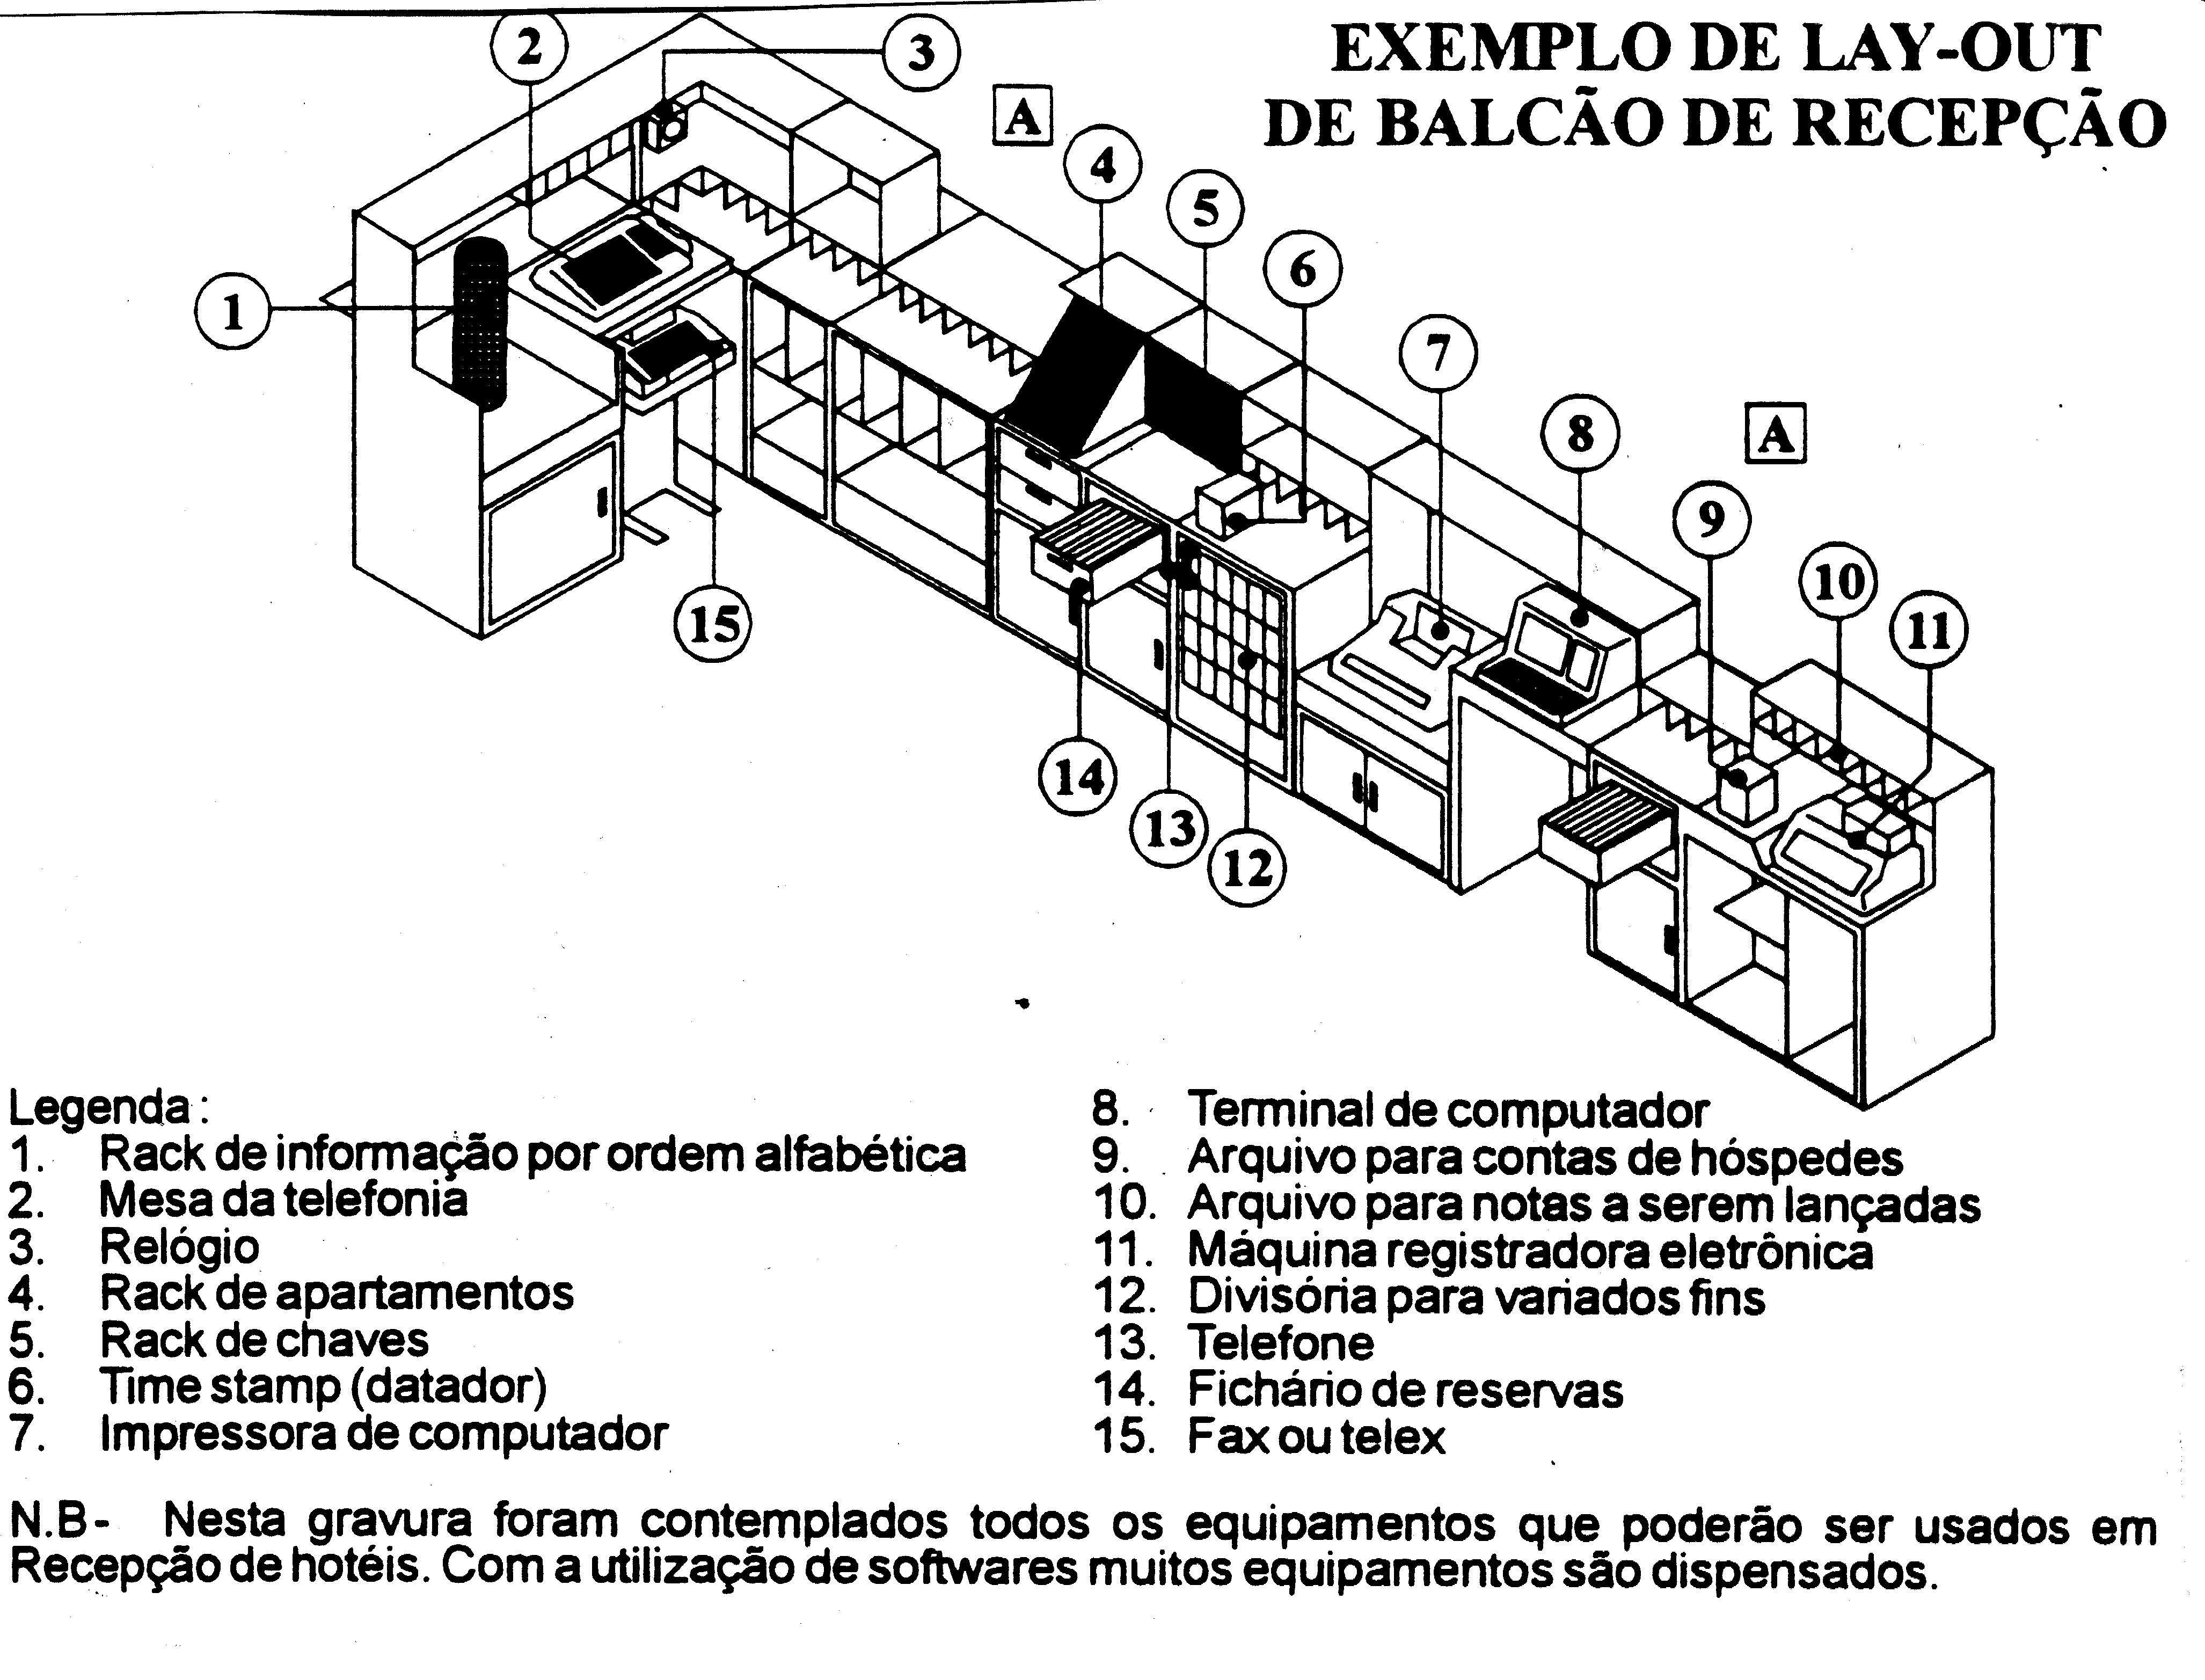 EXEMPLO DE LAY-OUT
DE BALCÃO DE RECEPÇÃO
2
3
A
4
5
6
1
7
8
A
9
10
11
15
14
13
12
Legenda:
1. Rack de informação por ordem alfabética
2. Mesa da telefonia
3. Relógio
4. Rack de apartamentos
5. Rack de chaves
6. Time stamp (datador)
7. Impressora de computador
8. Terminal de computador
9. Arquivo para contas de hóspedes
10. Arquivo para notas a serem lançadas
11. Máquina registradora eletrônica
12. Divisória para variados fins
13. Telefone
14. Fichário de reservas
15. Fax ou telex
N.B- Nesta gravura foram contemplados todos os equipamentos que poderão ser usados em
Recepção de hotéis. Com a utilização de softwares muitos equipamentos são dispensados.